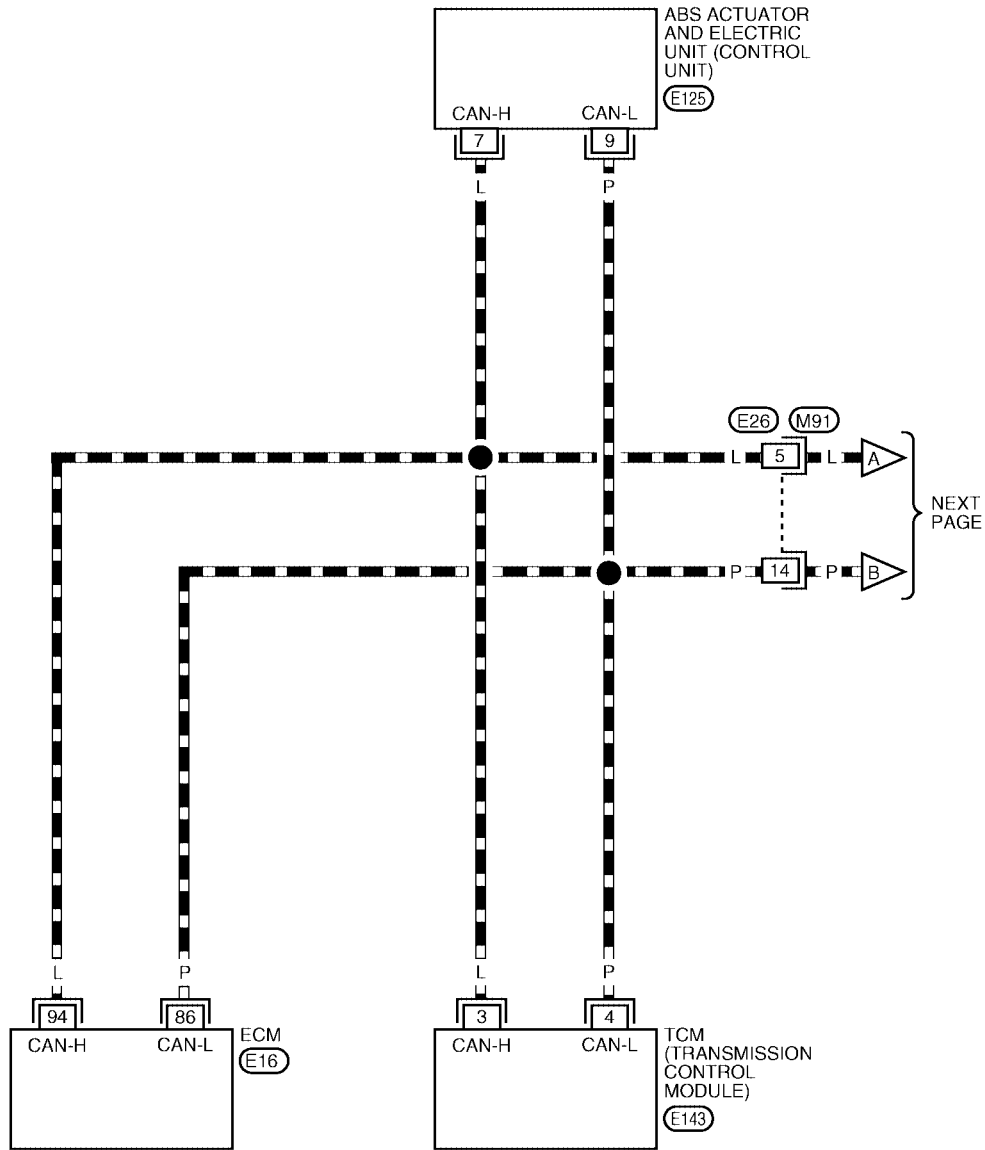 ABS ACTUATOR
AND ELECTRIC
UNIT (CONTROL
UNIT)
E125
CAN-H CAN-L
7 9
L P
E26 M91
L 5 L A
NEXT
PAGE
P 14 P B
L P L P
94 86 3 4
CAN-H CAN-L
ECM
E16
CAN-H CAN-L
TCM
(TRANSMISSION
CONTROL
MODULE)
E143